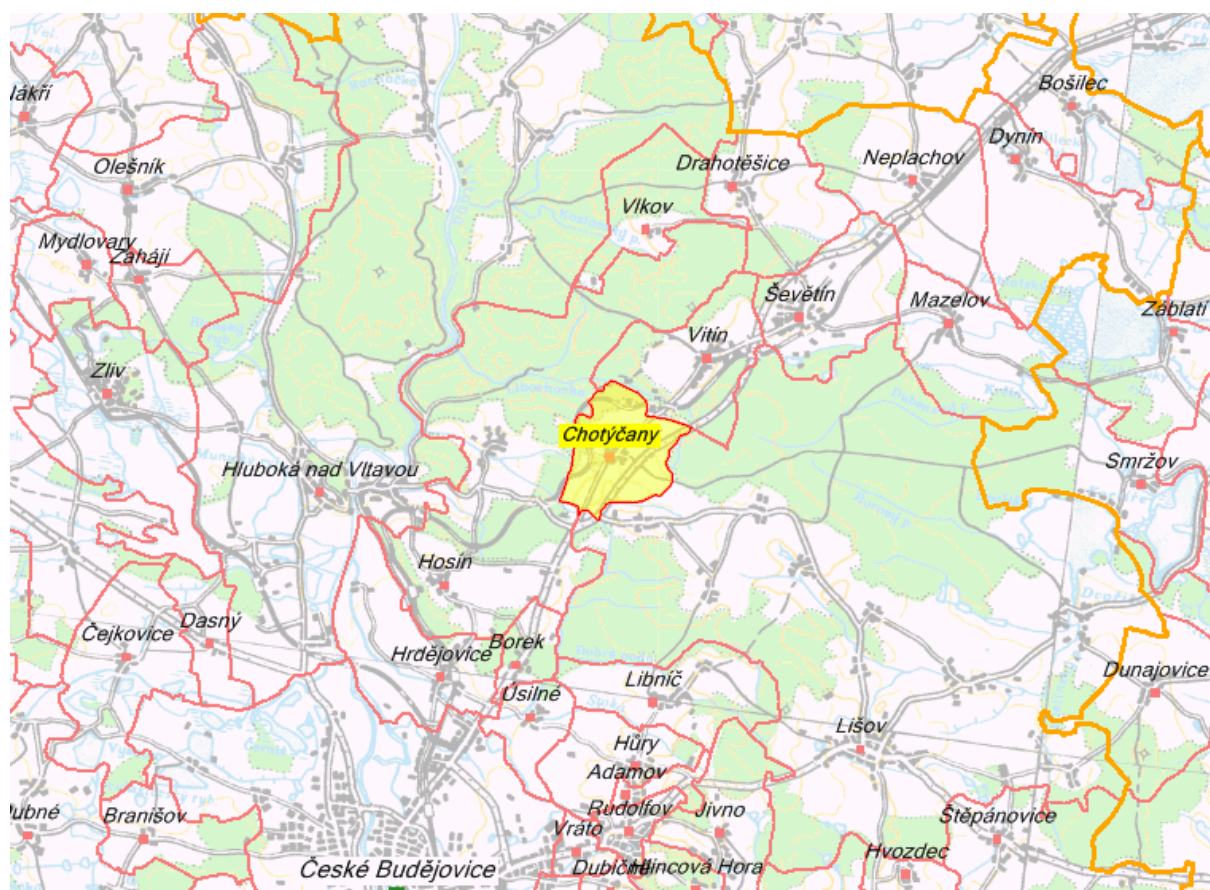 Bošilec
Nákří
Dynín
Olešník
Drahotěšice
Neplachov
Vlkov
Mydlovary
Zahájí
Ševětín
Mazelov
Záblatí
Vitín
Zliv
Chotýčany
Hluboká nad Vltavou
Smržov
Hosín
Dasný
Čejkovice
Borek
Hrdějovice
Libníč
Dunajovice
Úsilné
Lišov
Hůry
Adamov
Rudolfov
Jivno
Branišov
Vráto
Štěpánovice
Hvozdec
České Budějovice
Hlincová Hora